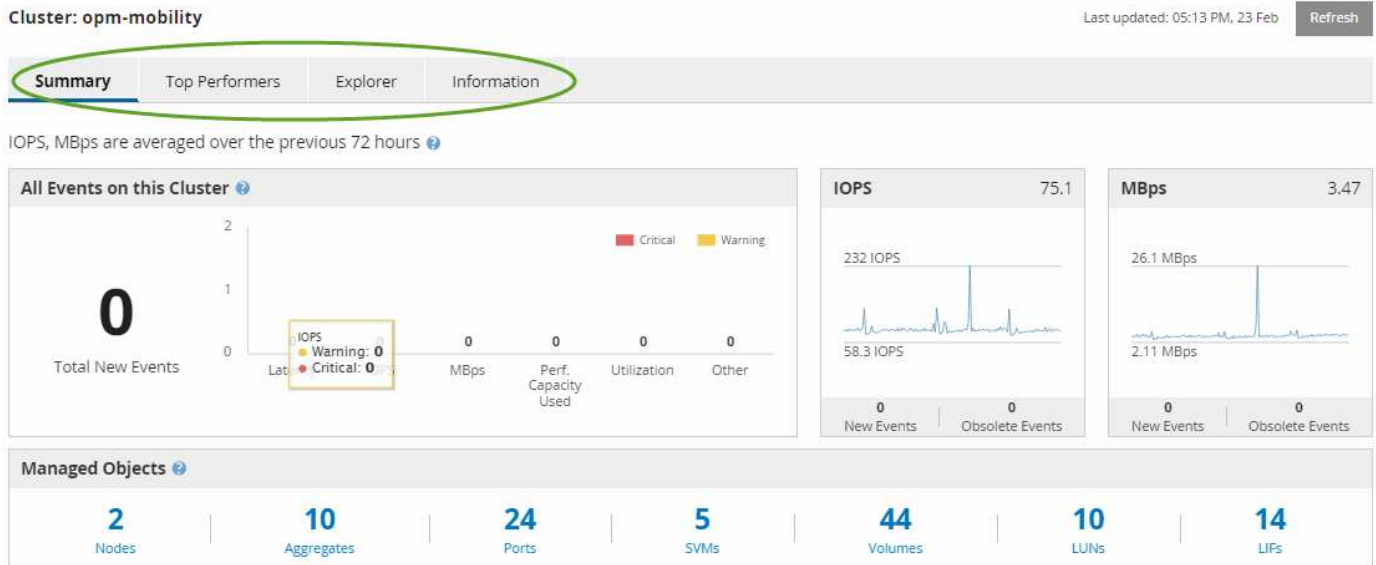 Cluster: opm-mobility
Last updated: 05:13 PM, 23 Feb
Refresh
Summary
Top Performers
Explorer
Information
IOPS, MBps are averaged over the previous 72 hours
All Events on this Cluster
0
Total New Events
2
1
0
Critical
Warning
IOPS
Warning: 0
Critical: 0
0
0
0
0
MBps
Perf.
Capacity
Used
Utilization
Other
IOPS 75.1
232 IOPS
58.3 IOPS
0
New Events
0
Obsolete Events
MBps 3.47
26.1 MBps
2.11 MBps
0
New Events
0
Obsolete Events
Managed Objects
2
Nodes
10
Aggregates
24
Ports
5
SVMs
44
Volumes
10
LUNs
14
LIFs